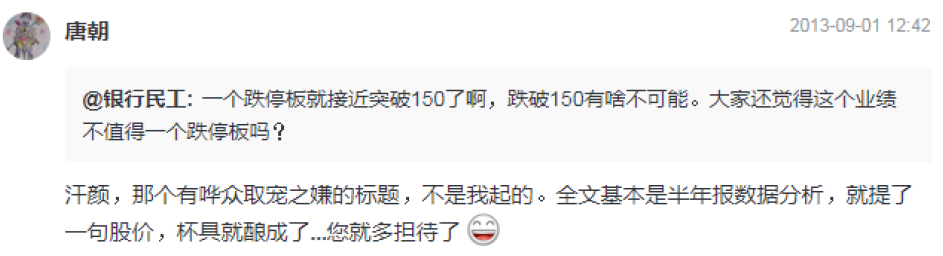 唐朝
2013-09-01 12:42
@银行民工: 一个跌停板就接近突破150了啊，跌破150有啥不可能。大家还觉得这个业绩
不值得一个跌停板吗？
汗颜，那个有哗众取宠之嫌的标题，不是我起的。全文基本是半年报数据分析，就提了
一句股价，杯具就酿成了...您就多担待了